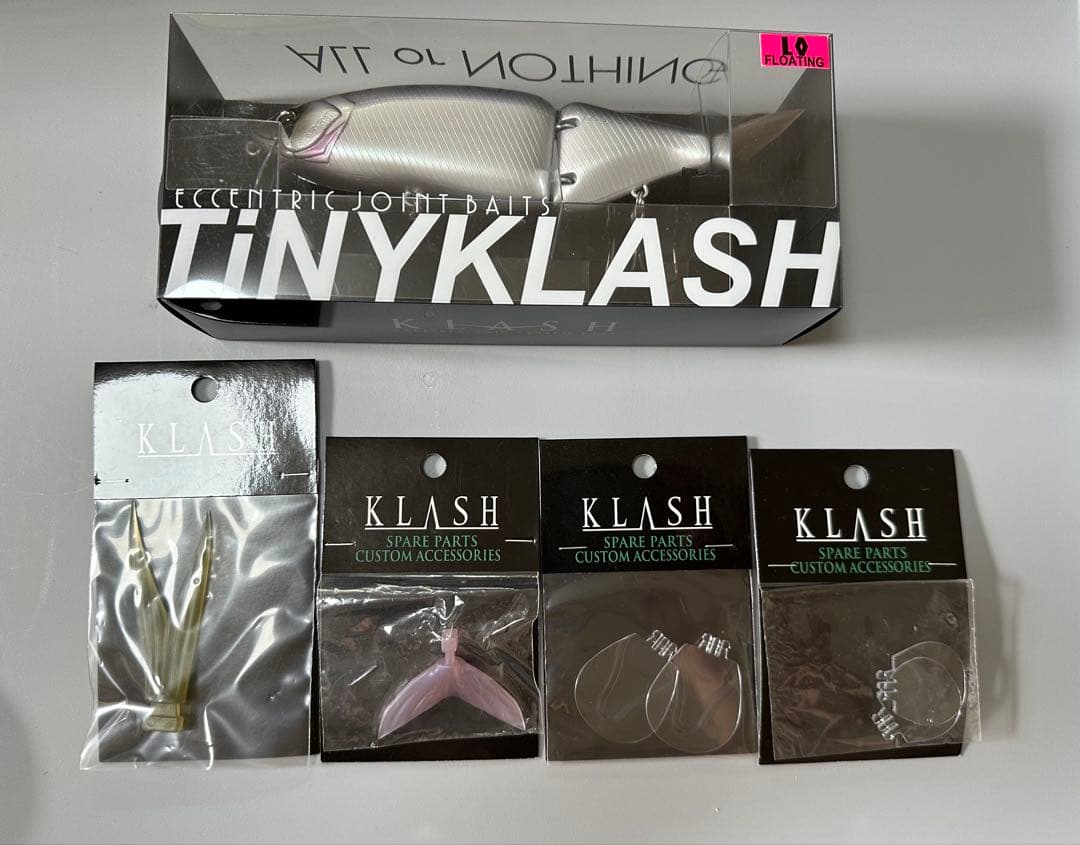 ALL or NOTHING
LO
FLOATING
ECCENTRIC JOINT BAITS
TiNYKLASH
KLASH
KLASH
KLASH
SPARE PARTS
CUSTOM ACCESSORIES
KLASH
SPARE PARTS
CUSTOM ACCESSORIES
KLASH
SPARE PARTS
CUSTOM ACCESSORIES